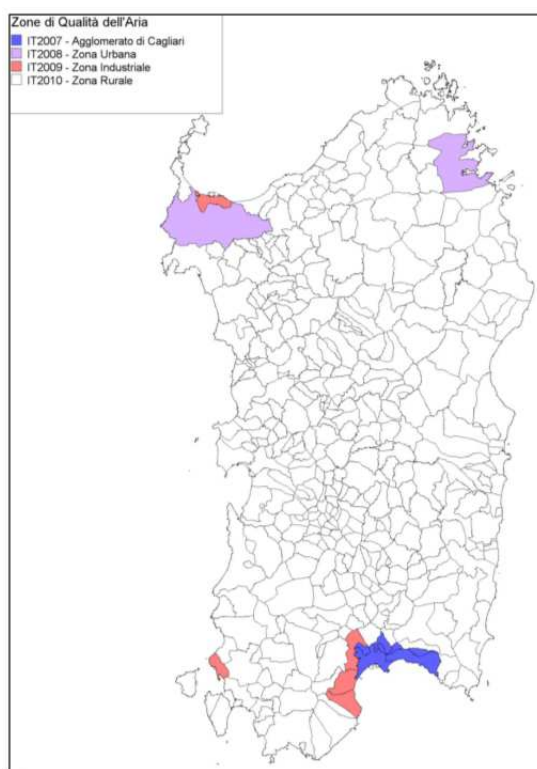 Zone di Qualità dell'Aria
IT2007 - Agglomerato di Cagliari
IT2008 - Zona Urbana
IT2009 - Zona Industriale
IT2010 - Zona Rurale